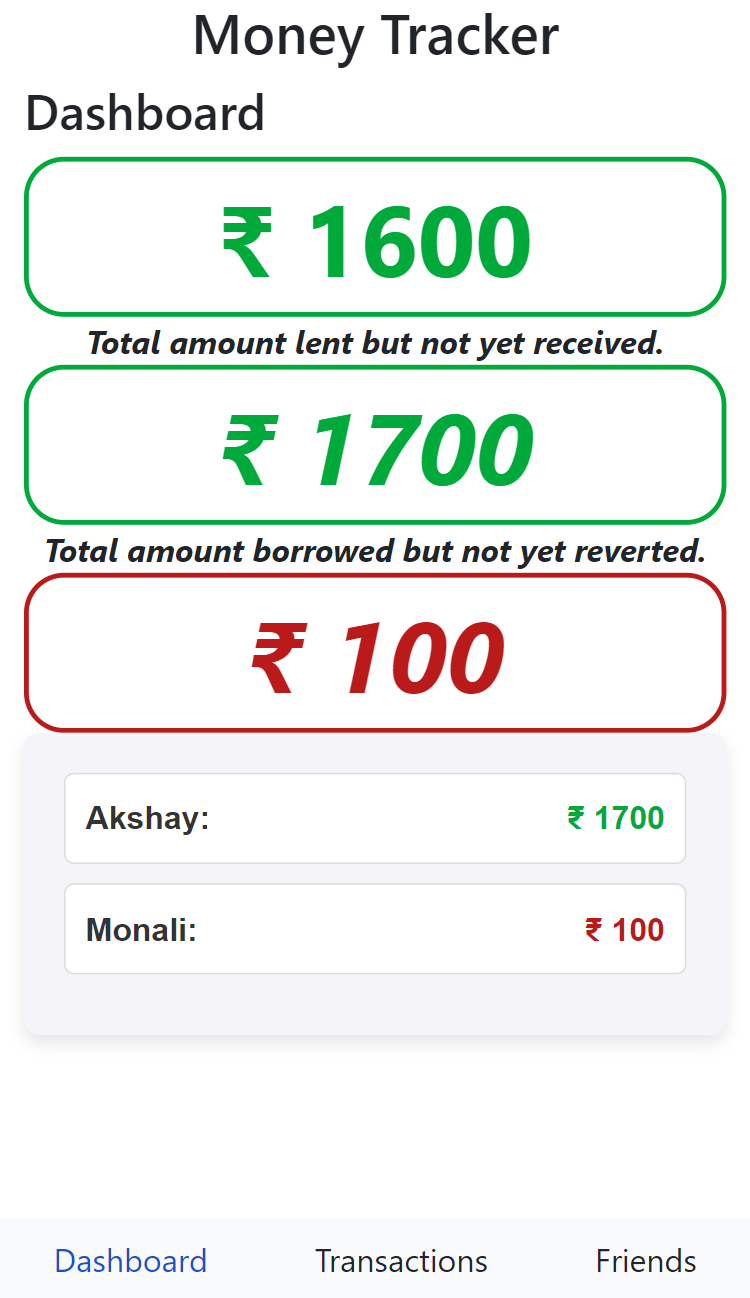 Money Tracker
Dashboard
₹ 1600
Total amount lent but not yet received.
₹ 1700
Total amount borrowed but not yet reverted.
₹ 100
Akshay: ₹ 1700
Monali: ₹ 100
Dashboard Transactions Friends